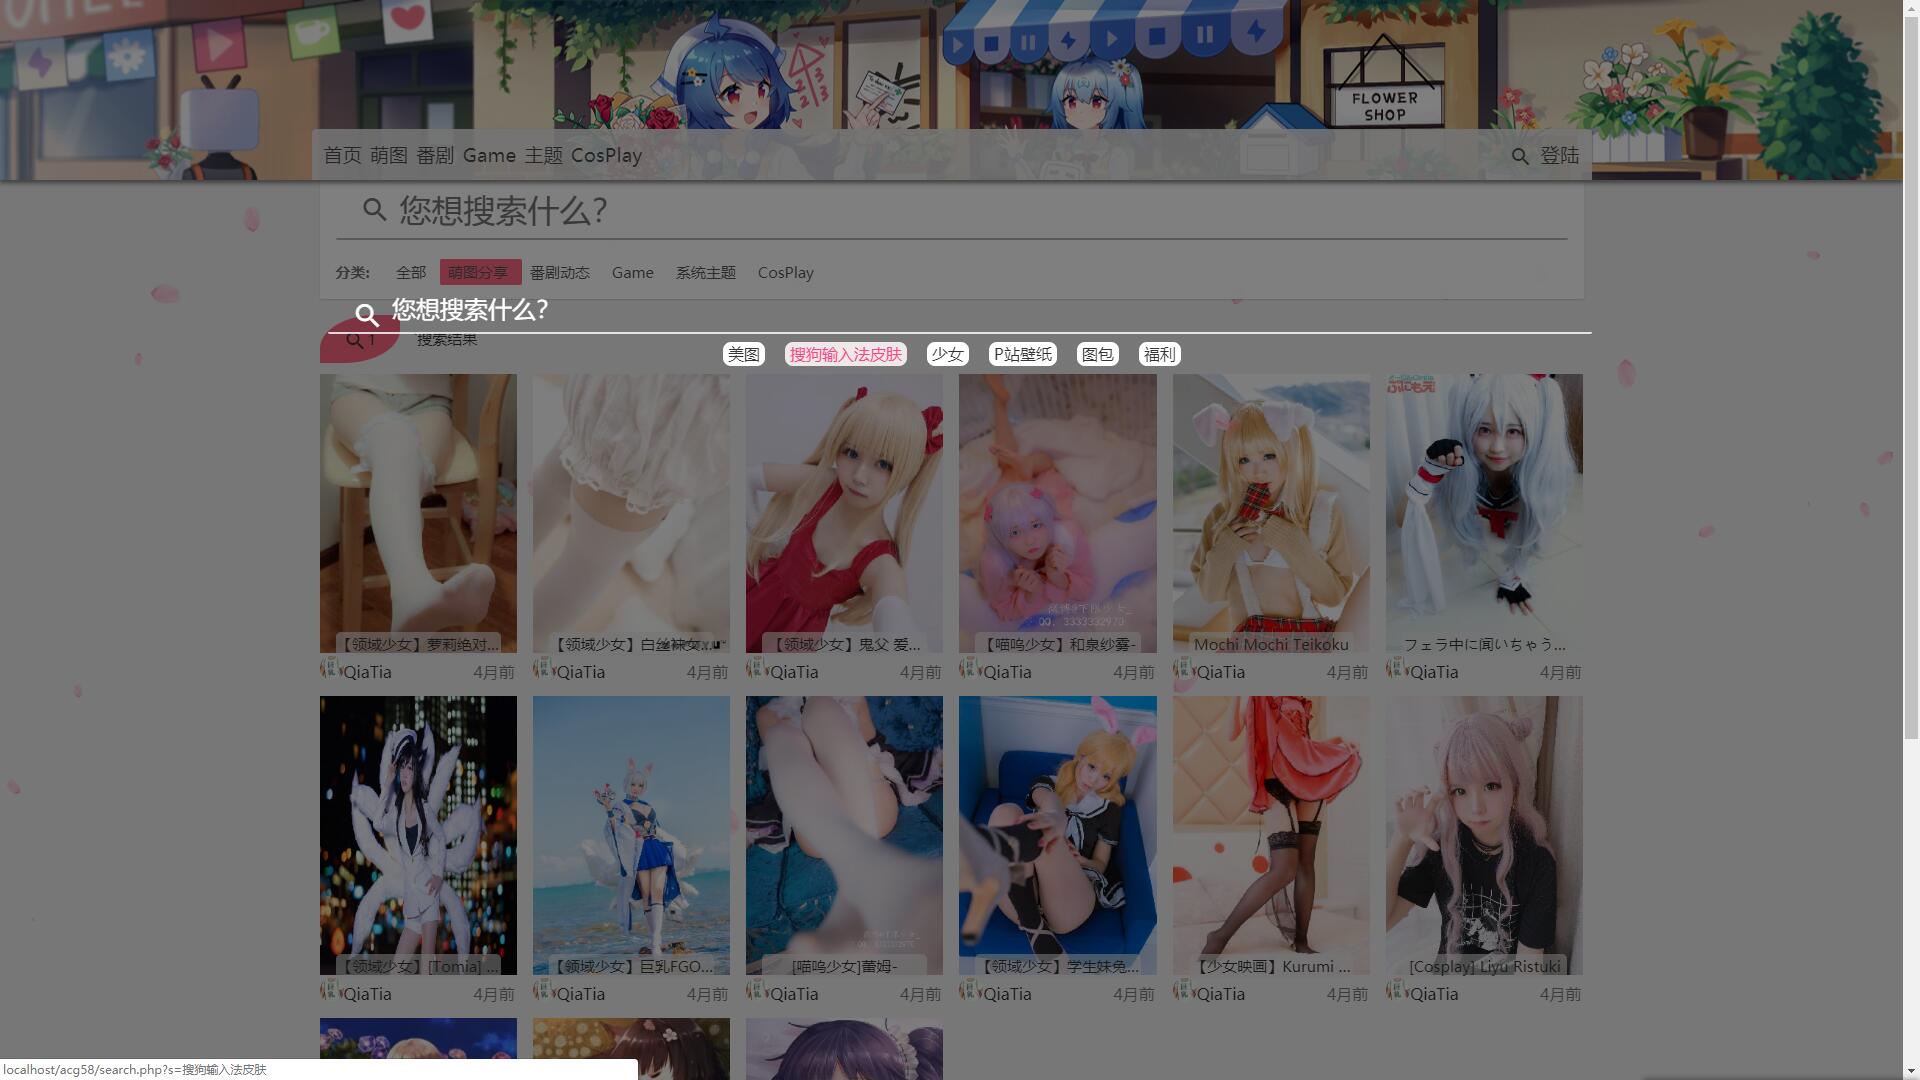 FLOWER
SHOP
首页 萌图 番剧 Game 主题 CosPlay
登陆
您想搜索什么?
分类: 全部 萌图分享 番剧动态 Game 系统主题 CosPlay
您想搜索什么?
1 搜索结果
美图 搜狗输入法皮肤 少女 P站壁纸 图包 福利
微博@下限少女_
QQ. 3333332970
【领域少女】萝莉绝对... 【领域少女】白丝袜女... 【领域少女】鬼父 爱... 【喵呜少女】和泉纱雾- Mochi Mochi Teikoku フェラ中に闻いちゃう...
QiaTia 4月前 QiaTia 4月前 QiaTia 4月前 QiaTia 4月前 QiaTia 4月前 QiaTia 4月前
【领域少女】[Tomia] ... 【领域少女】巨乳FGO... [喵呜少女]蕾姆- 【领域少女】学生妹兔... 【少女映画】Kurumi ... [Cosplay] Liyu Ristuki
QiaTia 4月前 QiaTia 4月前 QiaTia 4月前 QiaTia 4月前 QiaTia 4月前 QiaTia 4月前
localhost/acg58/search.php?s=搜狗输入法皮肤